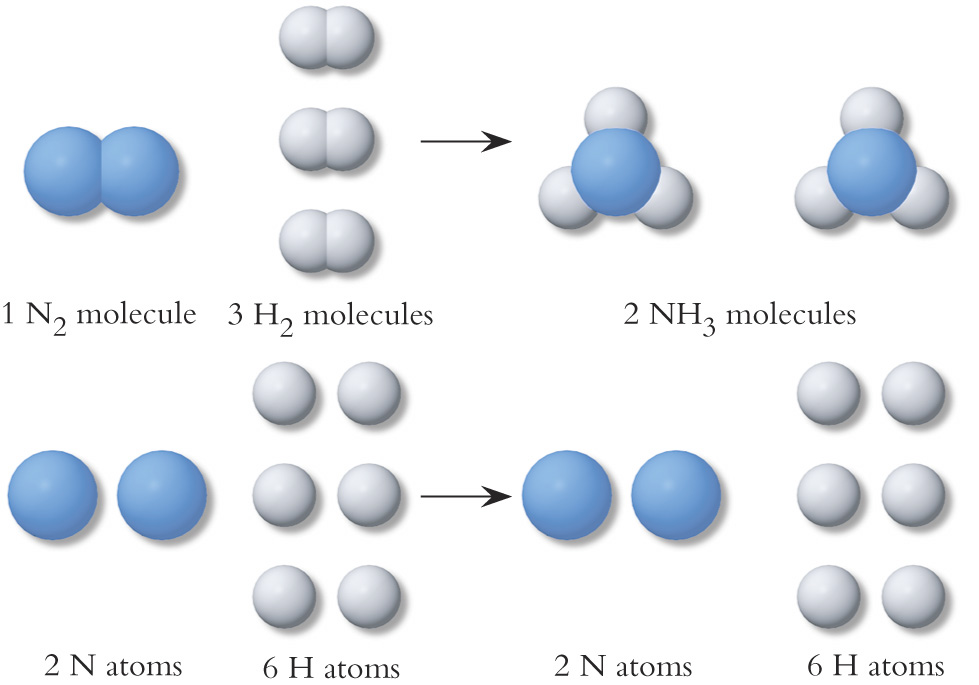 1 N₂ molecule 3 H₂ molecules 2 NH₃ molecules
2 N atoms 6 H atoms 2 N atoms 6 H atoms